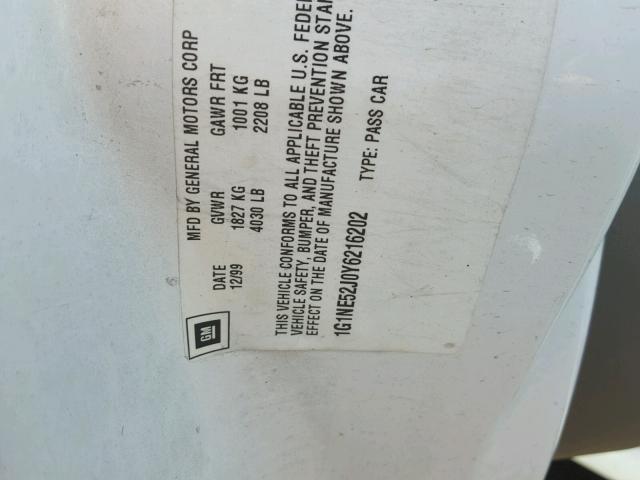 MFD BY GENERAL MOTORS CORP
DATE GVWR GAWR FRT
12/99 1827 KG 1001 KG
4030 LB 2208 LB
THIS VEHICLE CONFORMS TO ALL APPLICABLE U.S. FEDER
VEHICLE SAFETY, BUMPER, AND THEFT PREVENTION STAN
EFFECT ON THE DATE OF MANUFACTURE SHOWN ABOVE.
1G1NE52J0Y6216202 TYPE: PASS CAR
GM